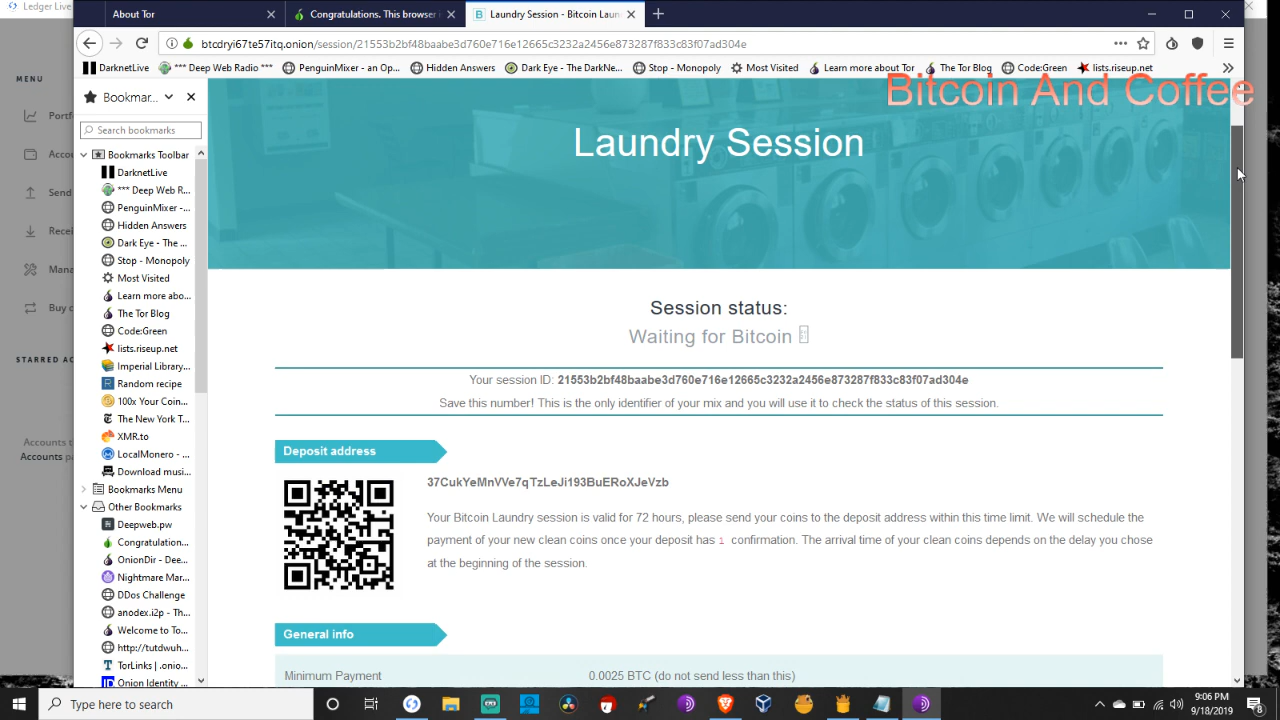 Ledger Live
About Tor
Congratulations. This browser i
Laundry Session - Bitcoin Laun
btcdryi67te57itq.onion/session/21553b2bf48baabe3d760e716e12665c3232a2456e873287f833c83f07ad304e
DarknetLive
*** Deep Web Radio ***
PenguinMixer - an Op...
Hidden Answers
Dark Eye - The DarkNe...
Stop - Monopoly
Most Visited
Learn more about Tor
The Tor Blog
Code:Green
lists.riseup.net
Bitcoin And Coffee
MENU
Portf
Accou
Send
Recei
Mana
Buy c
STARRED AC
Accounts t
Accounts pa
Bookmar...
Search bookmarks
Bookmarks Toolbar
DarknetLive
*** Deep Web R...
PenguinMixer -...
Hidden Answers
Dark Eye - The ...
Stop - Monopoly
Most Visited
Learn more abo...
The Tor Blog
Code:Green
lists.riseup.net
Imperial Library...
Random recipe
100x Your Coin...
The New York T...
XMR.to
LocalMonero - ...
Download musi...
Bookmarks Menu
Other Bookmarks
Deepweb.pw
Congratulation...
OnionDir - Dee...
Nightmare Mar...
DDos Challenge
anodex.i2p - Th...
Welcome to To...
http://tutdwuh...
TorLinks | .onio...
Onion Identity ...
Laundry Session
Session status:
Waiting for Bitcoin
Your session ID: 21553b2bf48baabe3d760e716e12665c3232a2456e873287f833c83f07ad304e
Save this number! This is the only identifier of your mix and you will use it to check the status of this session.
Deposit address
37CukYeMnVVe7qTzLeJi193BuERoXJeVzb
Your Bitcoin Laundry session is valid for 72 hours, please send your coins to the deposit address within this time limit. We will schedule the
payment of your new clean coins once your deposit has 1 confirmation. The arrival time of your clean coins depends on the delay you chose
at the beginning of the session.
General info
Minimum Payment 0.0025 BTC (do not send less than this)
Type here to search
9:06 PM
9/18/2019
8